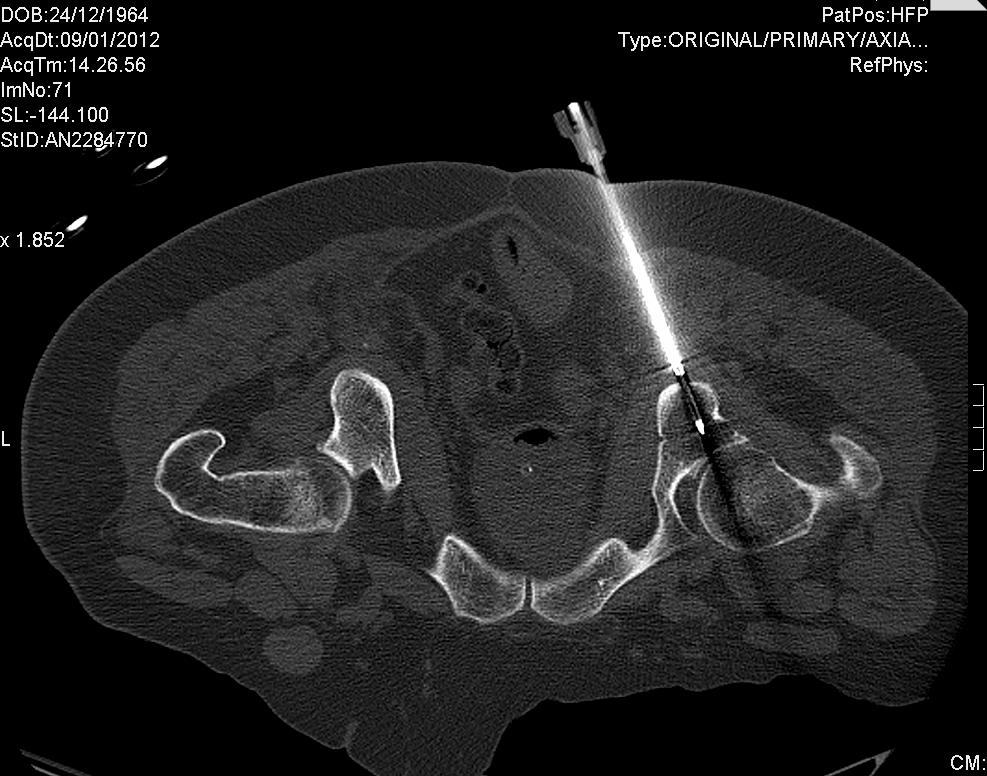 DOB:24/12/1964
AcqDt:09/01/2012
AcqTm:14.26.56
ImNo:71
SL:-144.100
StID:AN2284770
x 1.852
PatPos:HFP
Type:ORIGINAL/PRIMARY/AXIA...
RefPhys:
L
CM: